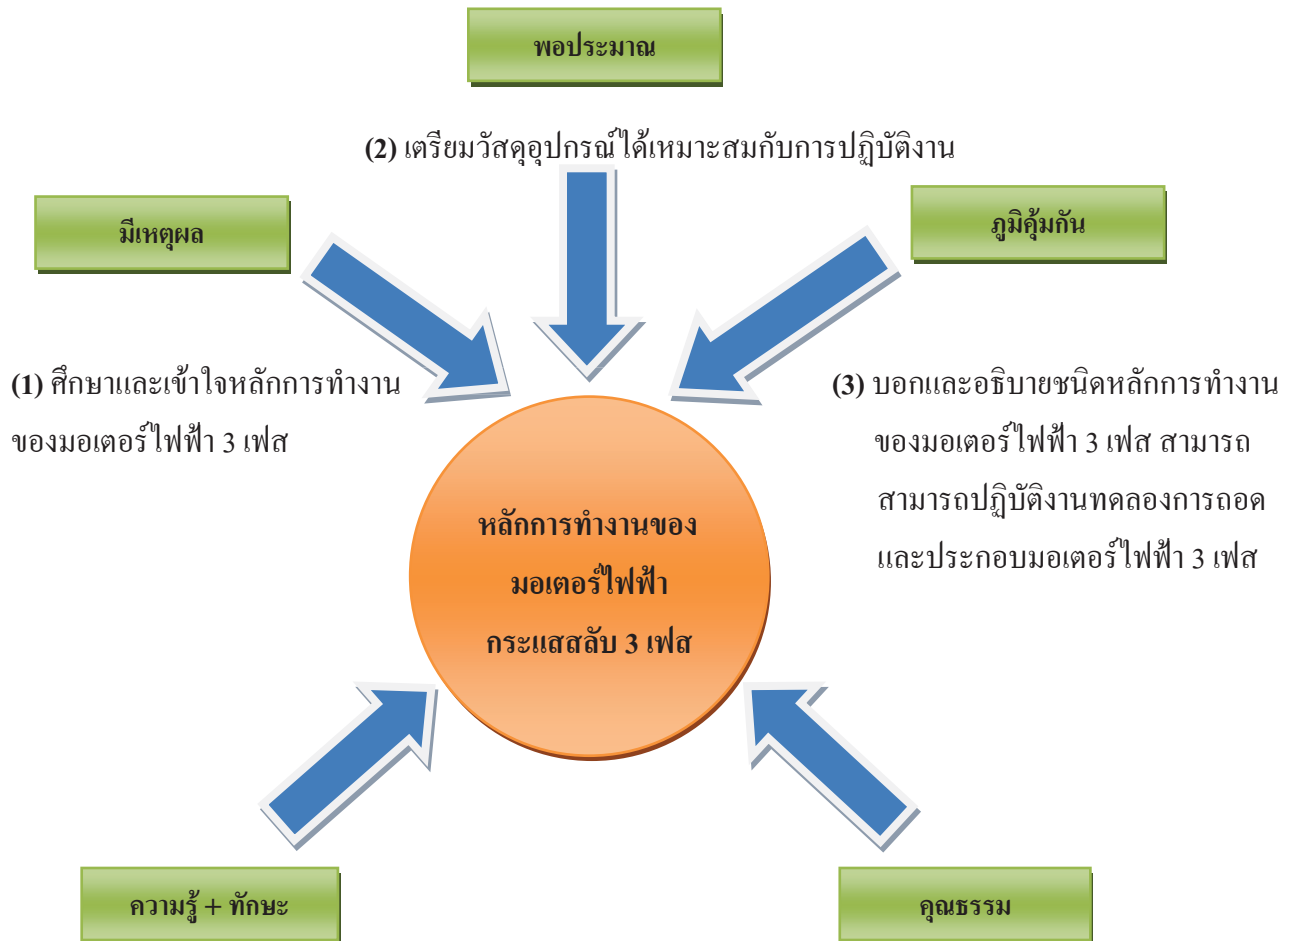 พอประมาณ
(2) เตรียมวัสดุอุปกรณ์ได้เหมาะสมกับการปฏิบัติงาน
มีเหตุผล
ภูมิคุ้มกัน
(1) ศึกษาและเข้าใจหลักการทำงาน
ของมอเตอร์ไฟฟ้า 3 เฟส
(3) บอกและอธิบายชนิดหลักการทำงาน
ของมอเตอร์ไฟฟ้า 3 เฟส สามารถ
สามารถปฏิบัติงานทดลองการถอด
และประกอบมอเตอร์ไฟฟ้า 3 เฟส
หลักการทำงานของ
มอเตอร์ไฟฟ้า
กระแสสลับ 3 เฟส
ความรู้ + ทักษะ
คุณธรรม